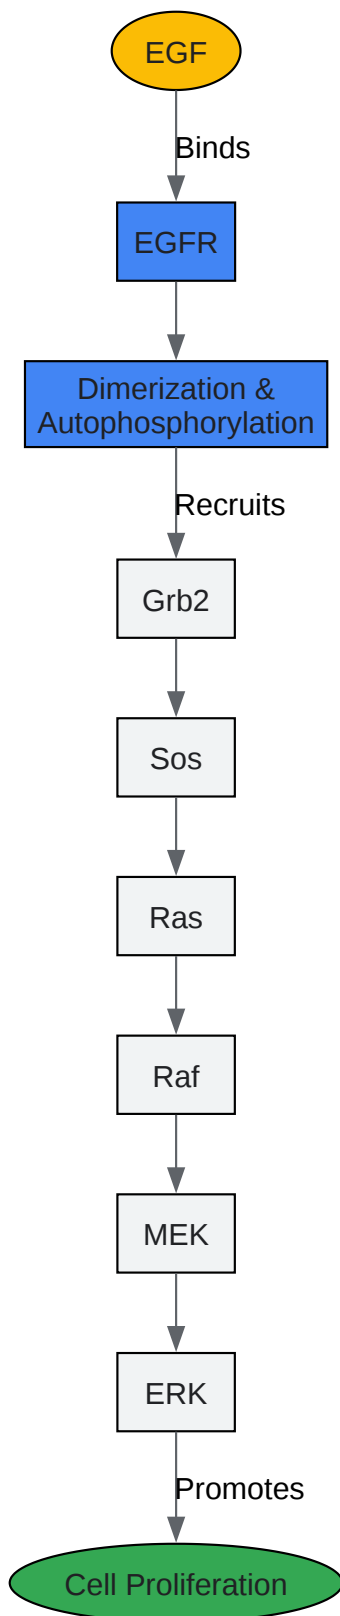 EGF
Binds
EGFR
Dimerization &
Autophosphorylation
Recruits
Grb2
Sos
Ras
Raf
MEK
ERK
Promotes
Cell Proliferation